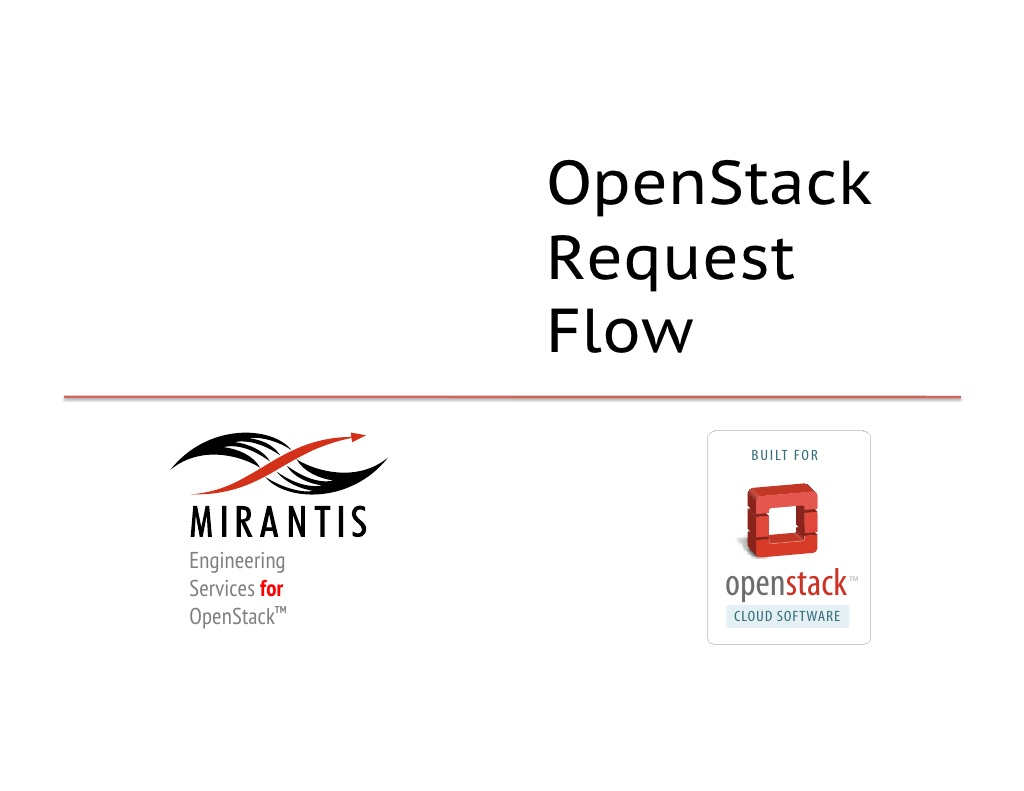 OpenStack
Request
Flow
MIRANTIS
Engineering
Services for
OpenStack™
BUILT FOR
openstack™
CLOUD SOFTWARE